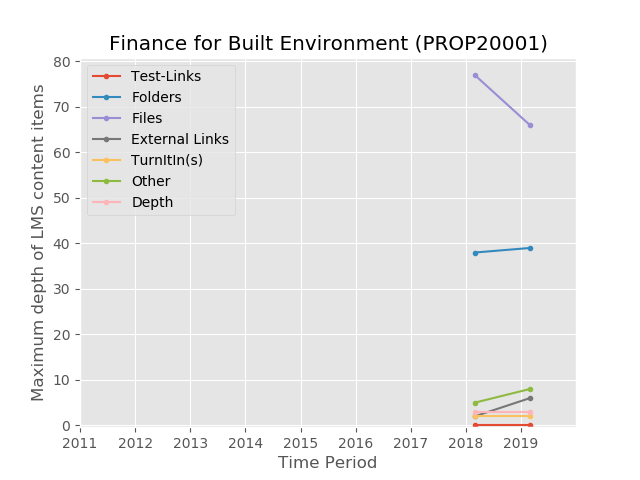 Finance for Built Environment (PROP20001)
80
70
60
50
40
30
20
10
0
Maximum depth of LMS content items
Test-Links
Folders
Files
External Links
TurnItIn(s)
Other
Depth
2011 2012 2013 2014 2015 2016 2017 2018 2019
Time Period